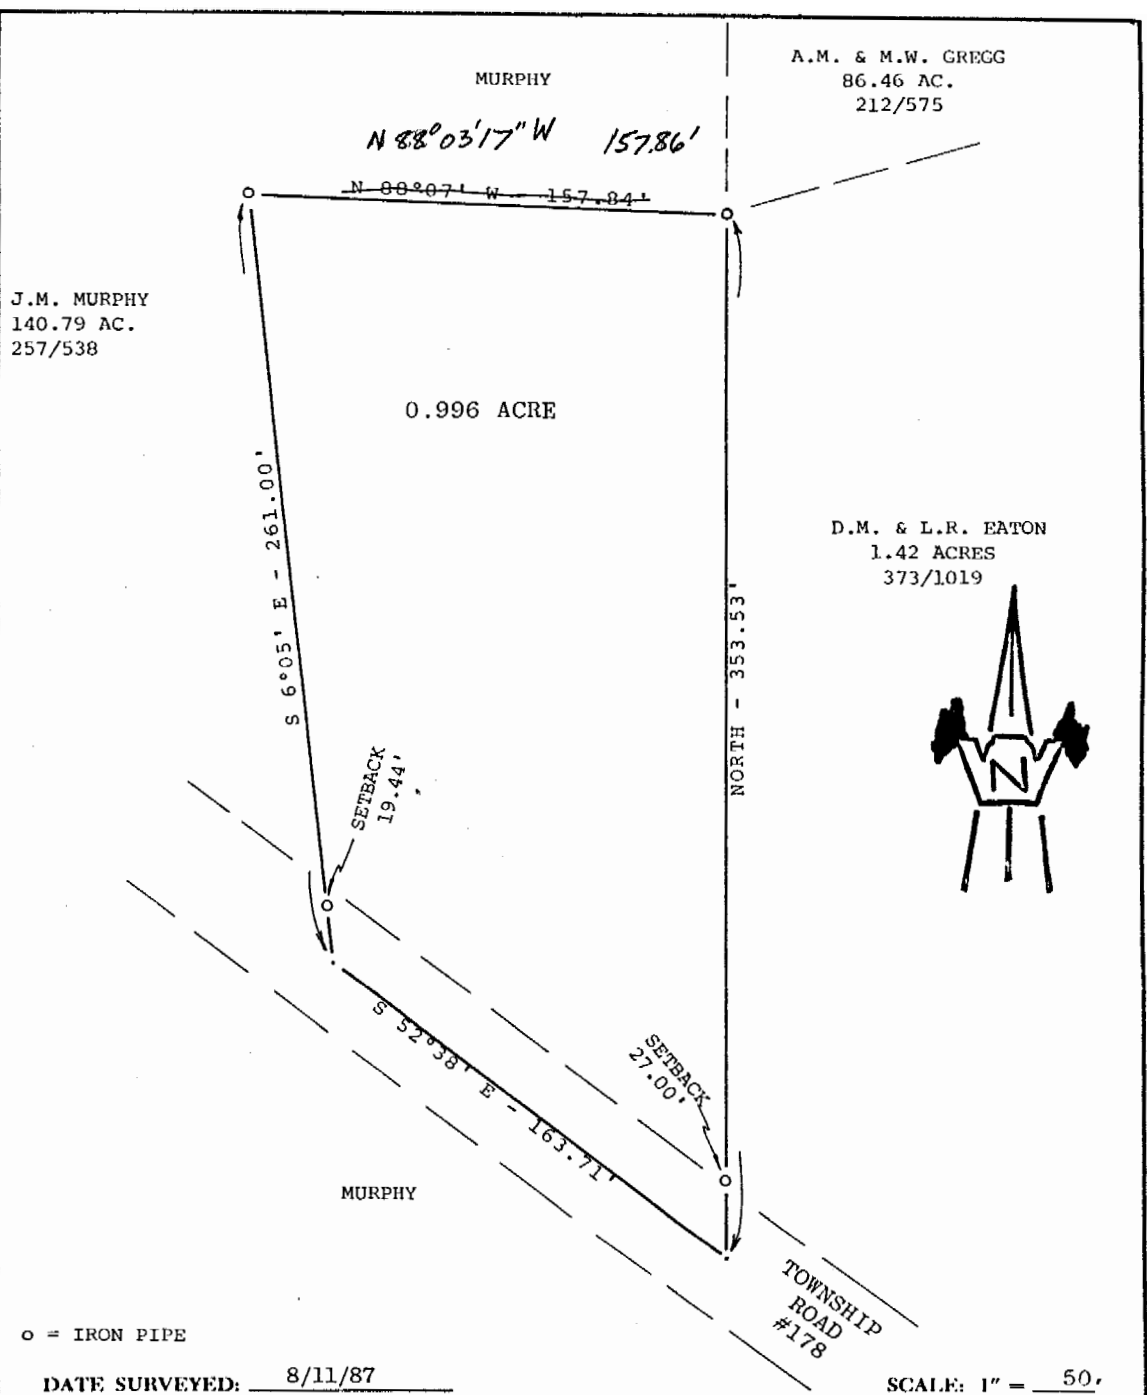 MURPHY
A.M. & M.W. GREGG
86.46 AC.
212/575
N 88°03'17" W 157.86'
N 88°07' W - 157.84'
J.M. MURPHY
140.79 AC.
257/538
0.996 ACRE
S 6°05' E - 261.00'
NORTH - 353.53'
D.M. & L.R. EATON
1.42 ACRES
373/1019
N
SETBACK
19.44'
S 52°38' E - 163.71'
SETBACK
27.00'
MURPHY
TOWNSHIP
ROAD
#178
o = IRON PIPE
DATE SURVEYED: 8/11/87
SCALE: 1" = 50'